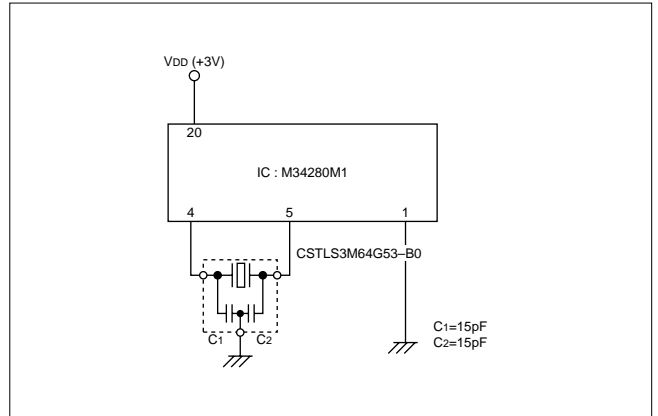 VDD (+3V)
20
IC : M34280M1
4
5
1
CSTLS3M64G53–B0
C1
C2
C1=15pF
C2=15pF